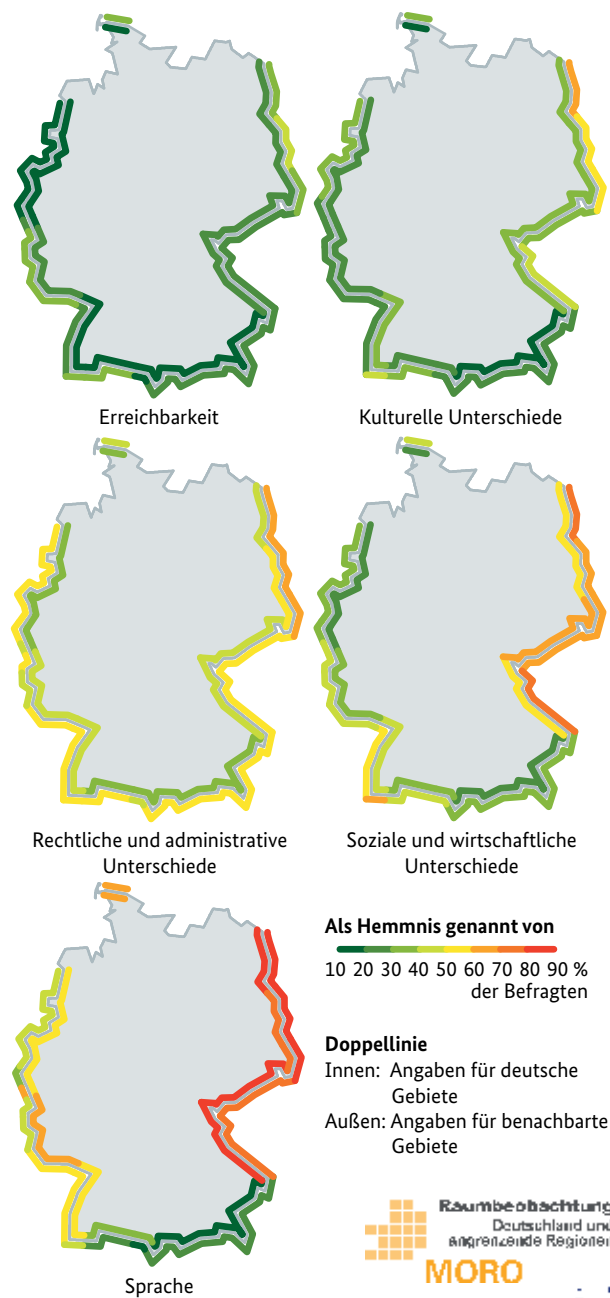 Erreichbarkeit
Kulturelle Unterschiede
Rechtliche und administrative
Unterschiede
Soziale und wirtschaftliche
Unterschiede
Als Hemmnis genannt von
10 20 30 40 50 60 70 80 90 %
der Befragten
Doppellinie
Innen: Angaben für deutsche
Gebiete
Außen: Angaben für benachbarte
Gebiete
Sprache
Raumbeobachtung
Deutschland und
angrenzende Regionen
MORO